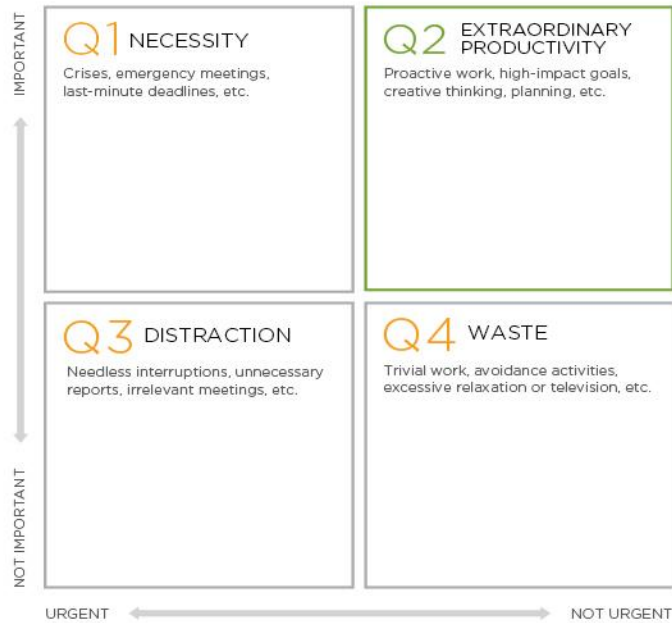 IMPORTANT
NOT IMPORTANT
Q1 NECESSITY
Crises, emergency meetings,
last-minute deadlines, etc.
Q2 EXTRAORDINARY
PRODUCTIVITY
Proactive work, high-impact goals,
creative thinking, planning, etc.
Q3 DISTRACTION
Needless interruptions, unnecessary
reports, irrelevant meetings, etc.
Q4 WASTE
Trivial work, avoidance activities,
excessive relaxation or television, etc.
URGENT
NOT URGENT